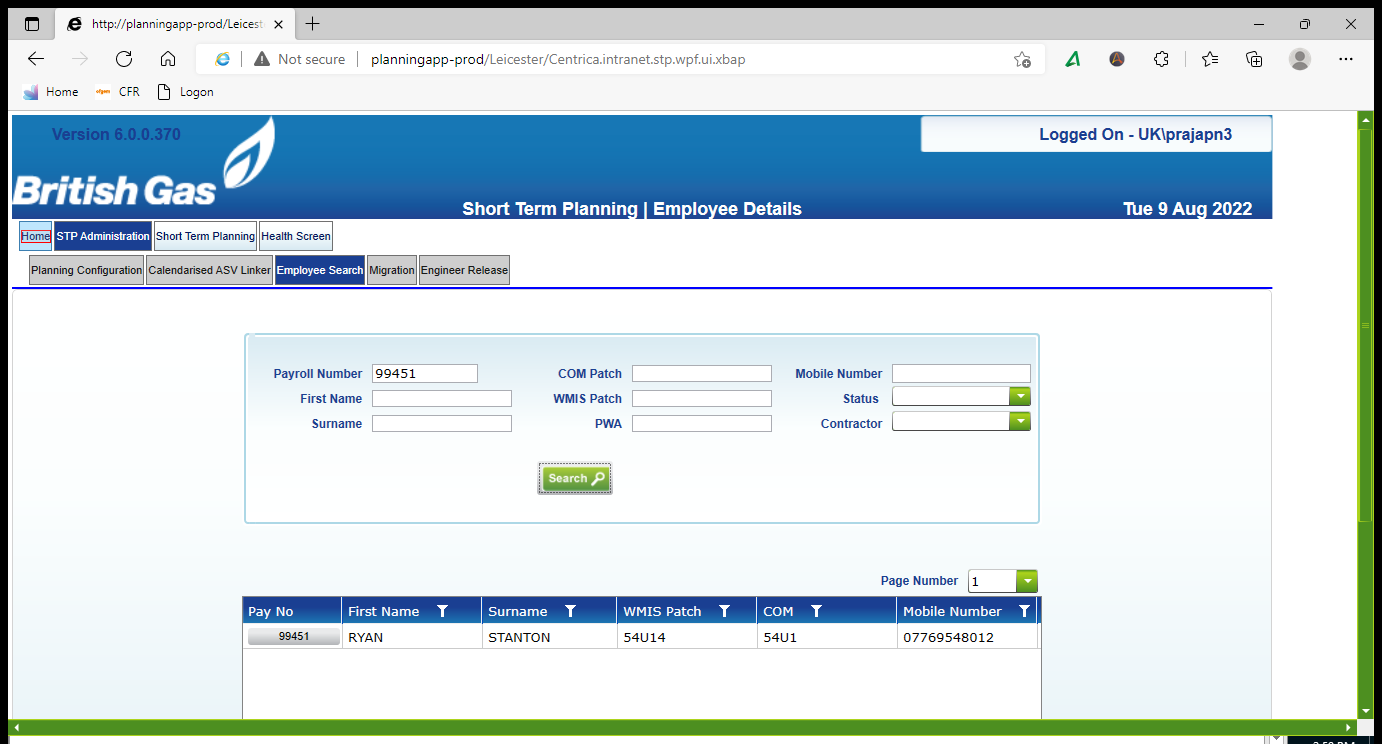 http://planningapp-prod/Leicest
Not secure planningapp-prod/Leicester/Centrica.intranet.stp.wpf.ui.xbap
Home cfgem CFR Logon
Version 6.0.0.370
Logged On - UK\prajapn3
British Gas
Short Term Planning | Employee Details
Tue 9 Aug 2022
Home STP Administration Short Term Planning Health Screen
Planning Configuration Calendarised ASV Linker Employee Search Migration Engineer Release
Payroll Number 99451 COM Patch Mobile Number
First Name WMIS Patch Status
Surname PWA Contractor
Search
Page Number 1
Pay No First Name Surname WMIS Patch COM Mobile Number
99451 RYAN STANTON 54U14 54U1 07769548012